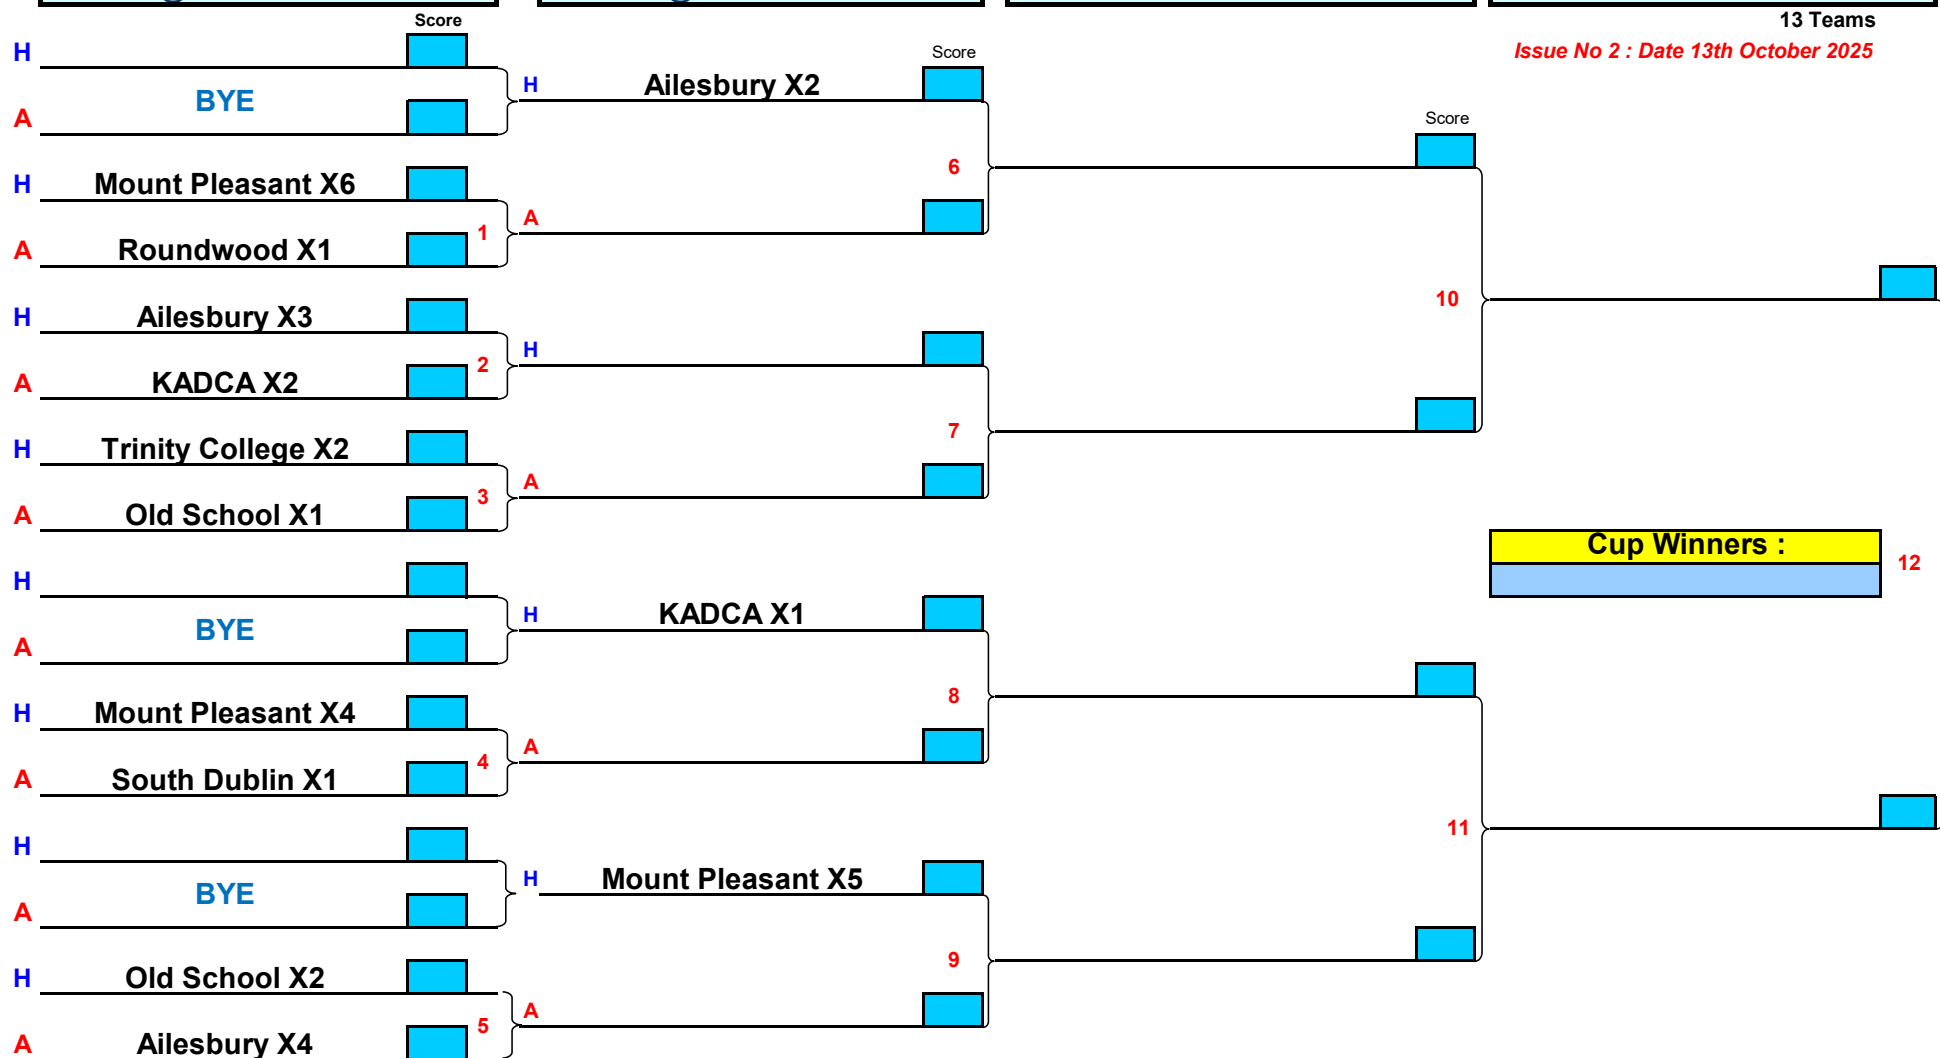 Score
13 Teams
H
Score
Issue No 2 : Date 13th October 2025
H Ailesbury X2
BYE
A
Score
H Mount Pleasant X6
6
A
1
A Roundwood X1
10
H Ailesbury X3
H
2
A KADCA X2
7
H Trinity College X2
A
3
A Old School X1
Cup Winners :
12
H
H KADCA X1
BYE
A
8
H Mount Pleasant X4
A
4
A South Dublin X1
11
H
H Mount Pleasant X5
BYE
A
9
H Old School X2
A
5
A Ailesbury X4